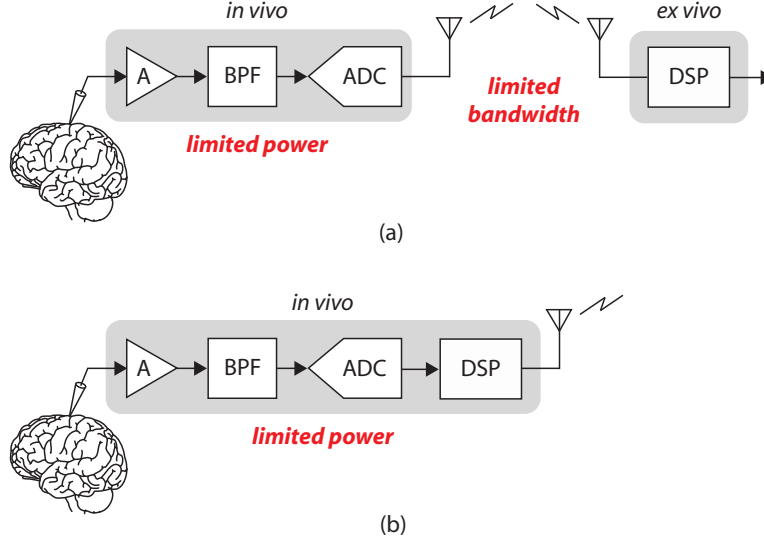 in vivo
ex vivo
A
BPF
ADC
DSP
limited
bandwidth
limited power
(a)
in vivo
A
BPF
ADC
DSP
limited power
(b)